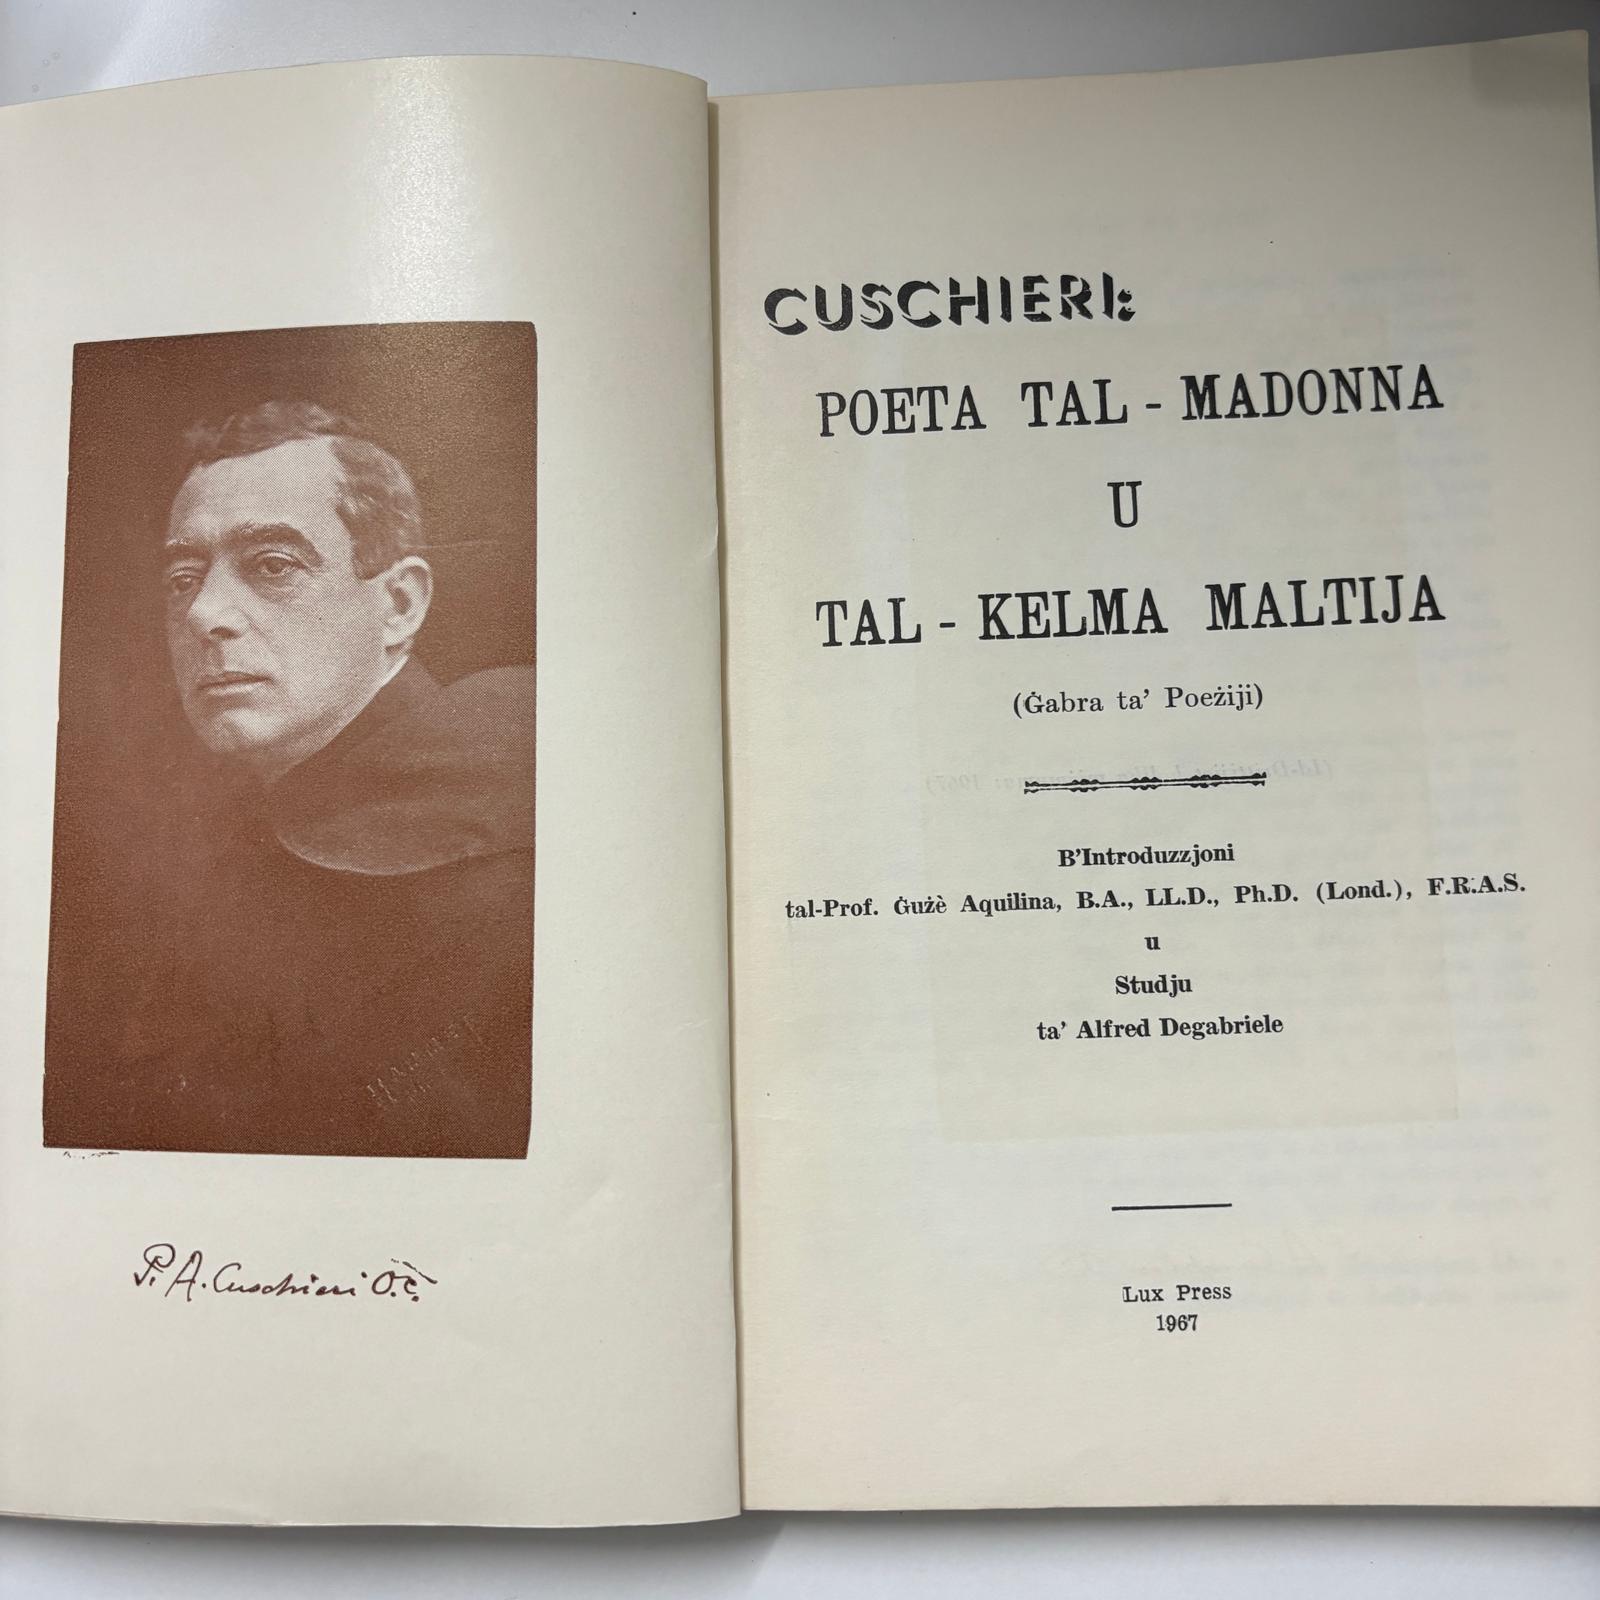 P. A. Cuschieri O.C.
CUSCHIERI:
POETA TAL - MADONNA
U
TAL - KELMA MALTIJA
(Ġabra ta' Poeżiji)
B'Introduzzjoni
tal-Prof. Ġużè Aquilina, B.A., LL.D., Ph.D. (Lond.), F.R.A.S.
u
Studju
ta' Alfred Degabriele
Lux Press
1967